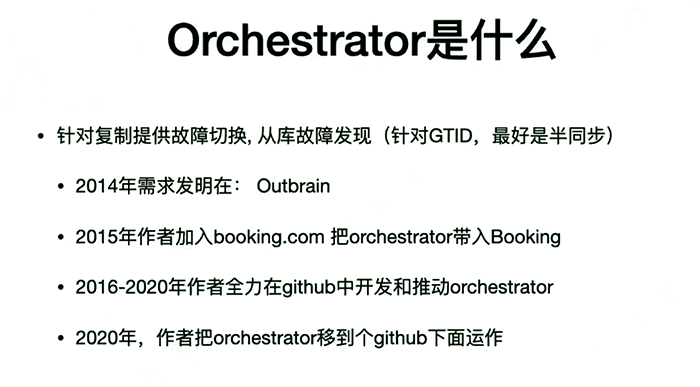 Orchestrator是什么
• 针对复制提供故障切换, 从库故障发现（针对GTID，最好是半同步）
• 2014年需求发明在： Outbrain
• 2015年作者加入booking.com 把orchestrator带入Booking
• 2016-2020年作者全力在github中开发和推动orchestrator
• 2020年，作者把orchestrator移到个github下面运作